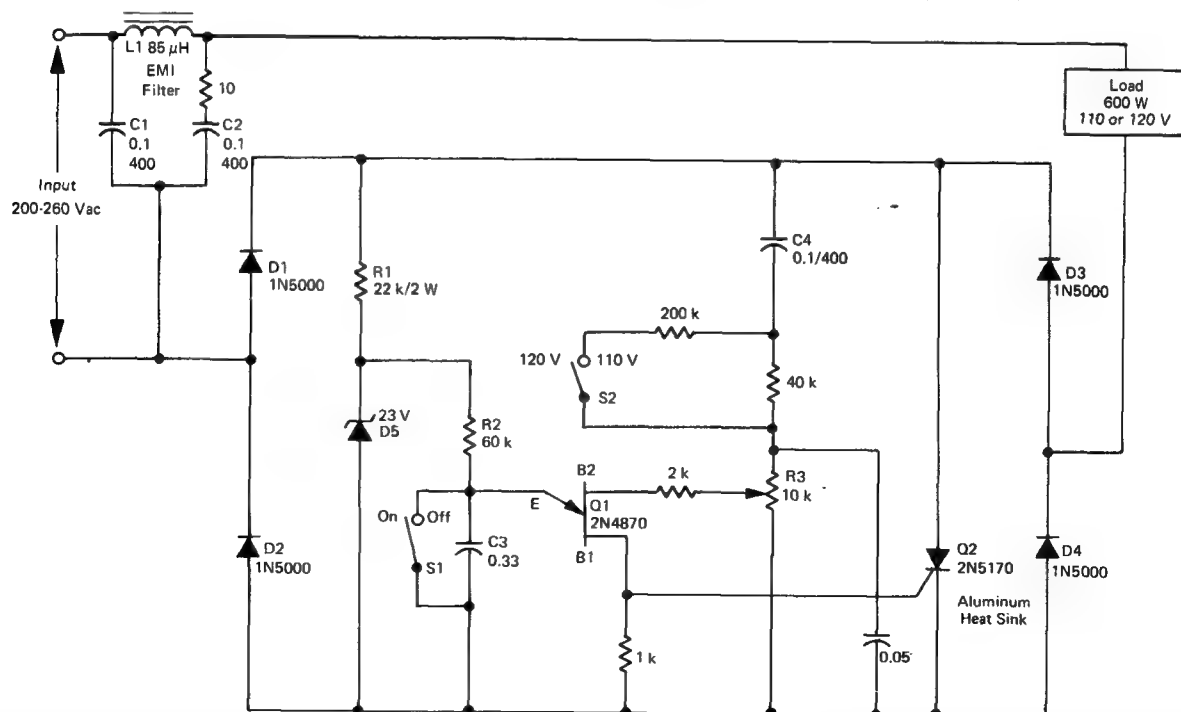 L1 85 μH
EMI
Filter
10
C1
0.1
400
C2
0.1
400
Load
600 W
110 or 120 V
Input
200-260 Vac
D1
1N5000
R1
22 k/2 W
C4
0.1/400
D3
1N5000
200 k
120 V
110 V
S2
40 k
23 V
D5
R2
60 k
B2
2 k
R3
10 k
E
Q1
2N4870
On
Off
C3
0.33
S1
B1
D2
1N5000
Q2
2N5170
D4
1N5000
Aluminum
Heat Sink
1 k
0.05